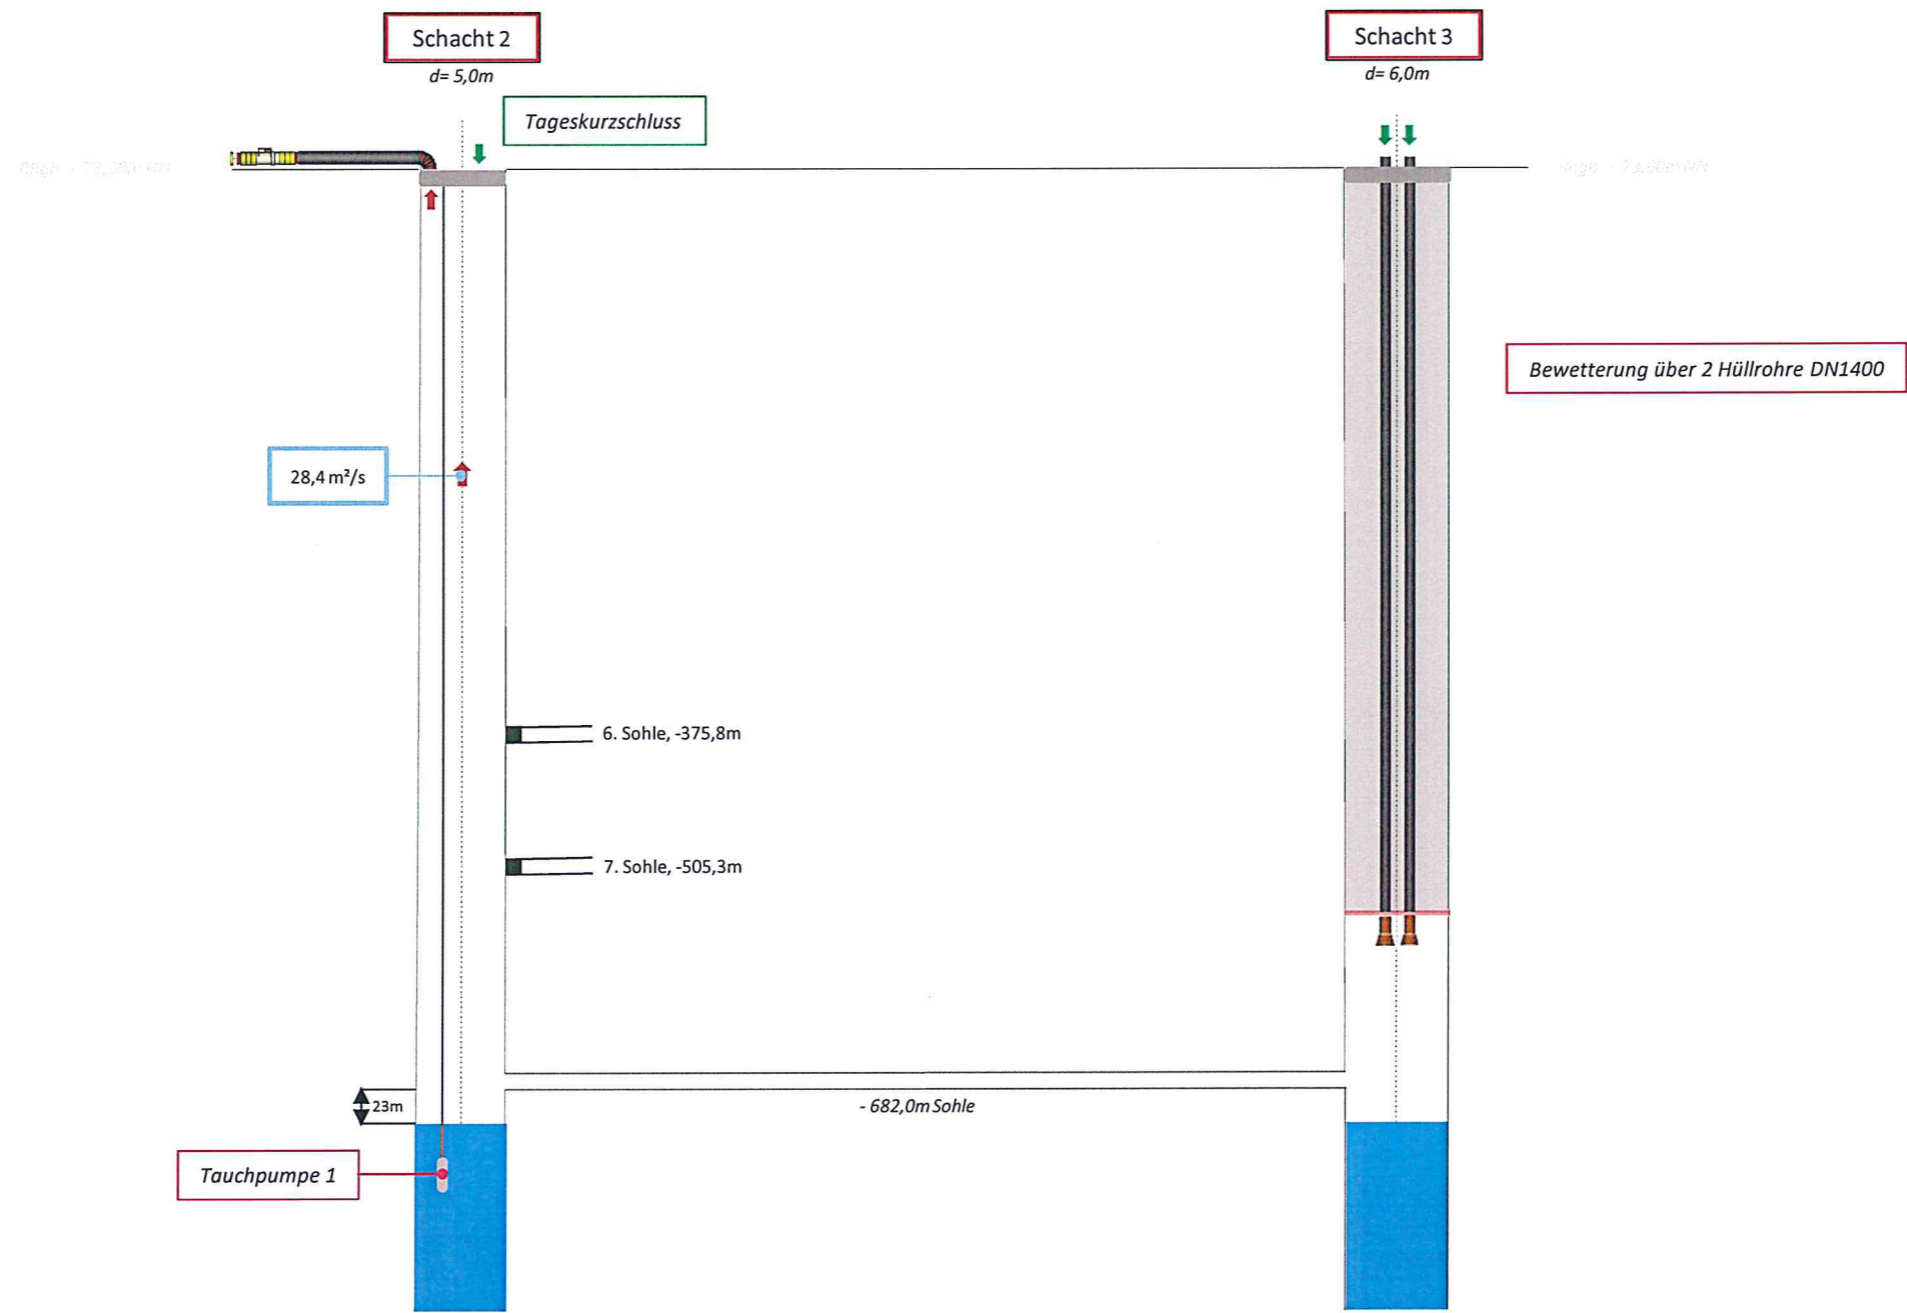 Schacht 2
d= 5,0m
Schacht 3
d= 6,0m
Tageskurzschluss
Bewetterung über 2 Hüllrohre DN1400
28,4 m²/s
6. Sohle, -375,8m
7. Sohle, -505,3m
23m
- 682,0m Sohle
Tauchpumpe 1